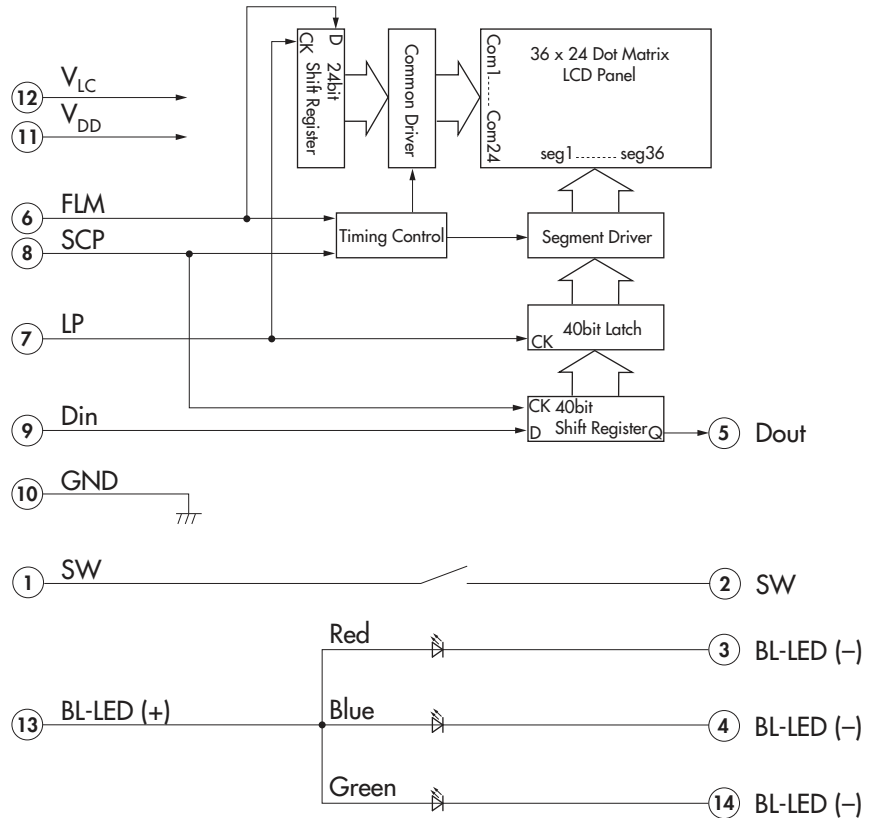 D
CK
24bit
Shift Register
Common Driver
Com1........Com24
36 x 24 Dot Matrix
LCD Panel
seg1......... seg36
12 VLC
11 VDD
6 FLM
8 SCP
Timing Control
Segment Driver
7 LP
40bit Latch
CK
CK 40bit
Shift Register
D
Q
9 Din
5 Dout
10 GND
1 SW
2 SW
Red
3 BL-LED (–)
13 BL-LED (+)
Blue
4 BL-LED (–)
Green
14 BL-LED (–)